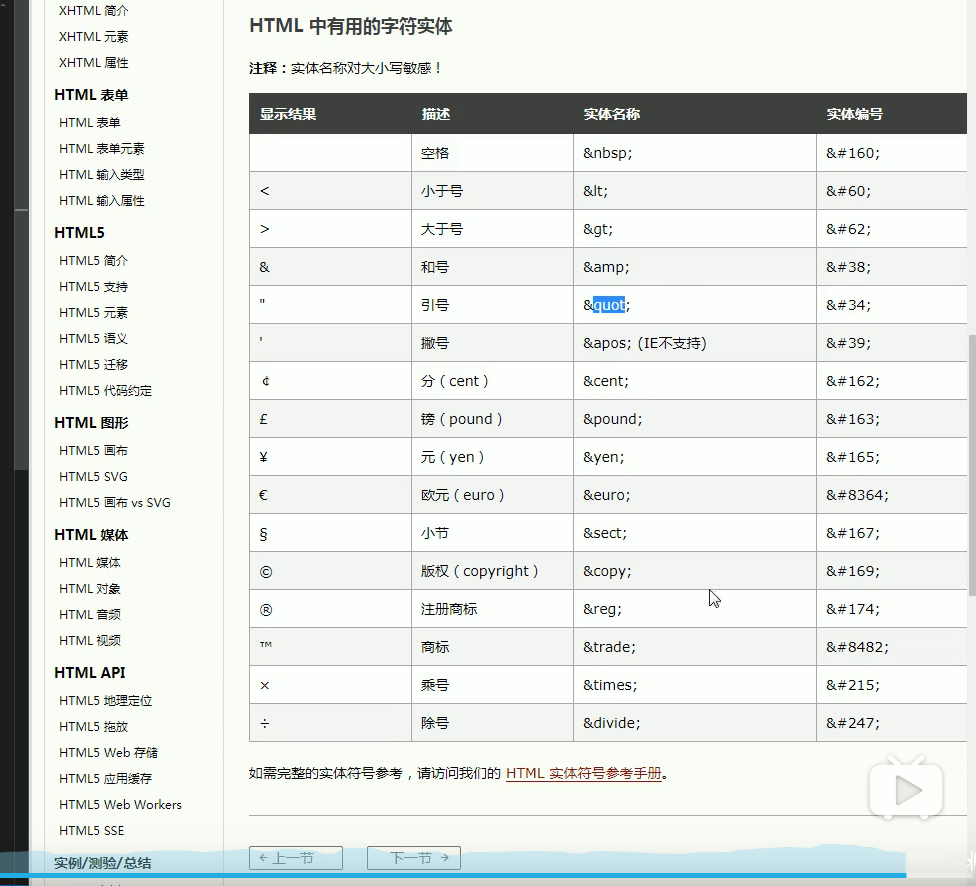 XHTML 简介
XHTML 元素
XHTML 属性
HTML 表单
HTML 表单
HTML 表单元素
HTML 输入类型
HTML 输入属性
HTML5
HTML5 简介
HTML5 支持
HTML5 元素
HTML5 语义
HTML5 迁移
HTML5 代码约定
HTML 图形
HTML5 画布
HTML5 SVG
HTML5 画布 vs SVG
HTML 媒体
HTML 媒体
HTML 对象
HTML 音频
HTML 视频
HTML API
HTML5 地理定位
HTML5 拖放
HTML5 Web 存储
HTML5 应用缓存
HTML5 Web Workers
HTML5 SSE
实例/测验/总结
HTML 中有用的字符实体
注释：实体名称对大小写敏感！
显示结果 描述 实体名称 实体编号
空格 &nbsp; &#160;
< 小于号 &lt; &#60;
> 大于号 &gt; &#62;
& 和号 &amp; &#38;
" 引号 &quot; &#34;
' 撇号 &apos; (IE不支持) &#39;
¢ 分（cent） &cent; &#162;
£ 镑（pound） &pound; &#163;
¥ 元（yen） &yen; &#165;
€ 欧元（euro） &euro; &#8364;
§ 小节 &sect; &#167;
© 版权（copyright） &copy; &#169;
® 注册商标 &reg; &#174;
™ 商标 &trade; &#8482;
× 乘号 &times; &#215;
÷ 除号 &divide; &#247;
如需完整的实体符号参考，请访问我们的 HTML 实体符号参考手册。
← 上一节 下一节 →